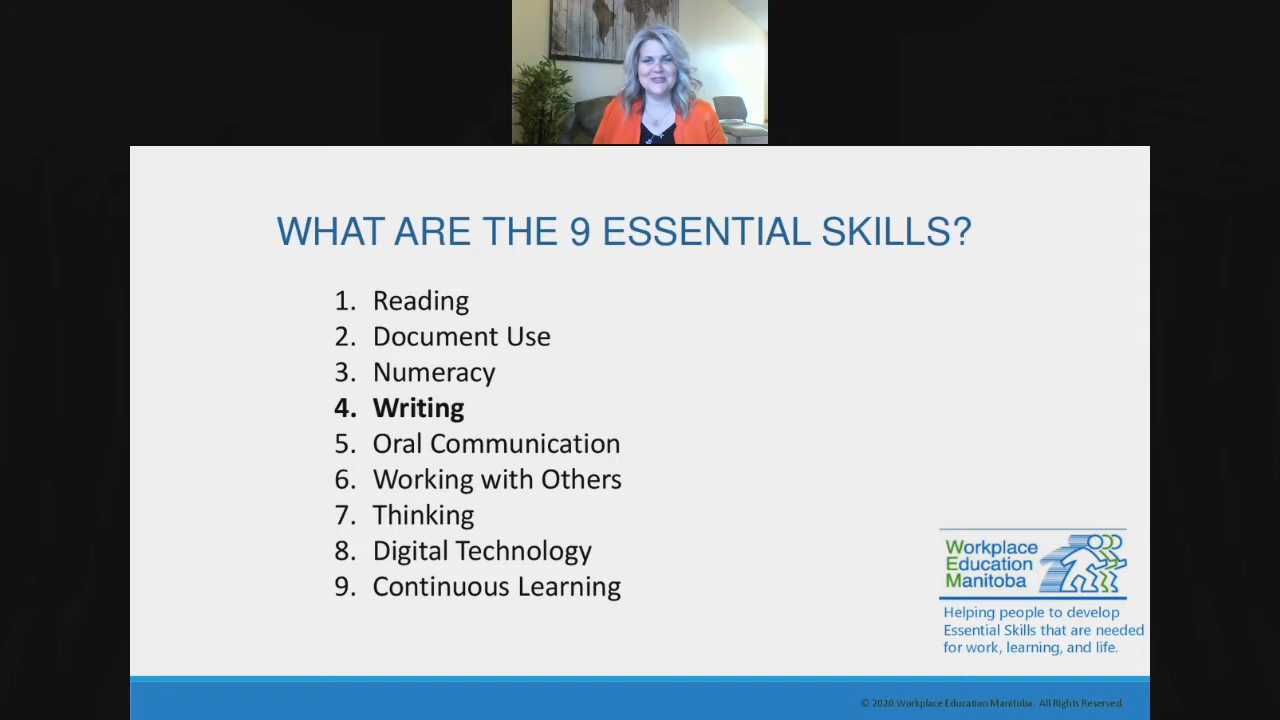 WHAT ARE THE 9 ESSENTIAL SKILLS?
1. Reading
2. Document Use
3. Numeracy
4. Writing
5. Oral Communication
6. Working with Others
7. Thinking
8. Digital Technology
9. Continuous Learning
Workplace
Education
Manitoba
Helping people to develop
Essential Skills that are needed
for work, learning, and life.
© 2020 Workplace Education Manitoba. All Rights Reserved.